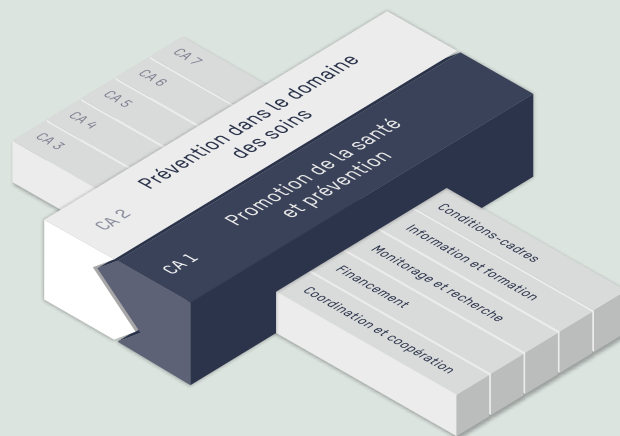 CA 7
CA 6
CA 5
CA 4
CA 3
CA 2
Prévention dans le domaine
des soins
CA 1
Promotion de la santé
et prévention
Conditions-cadres
Information et formation
Monitorage et recherche
Financement
Coordination et coopération